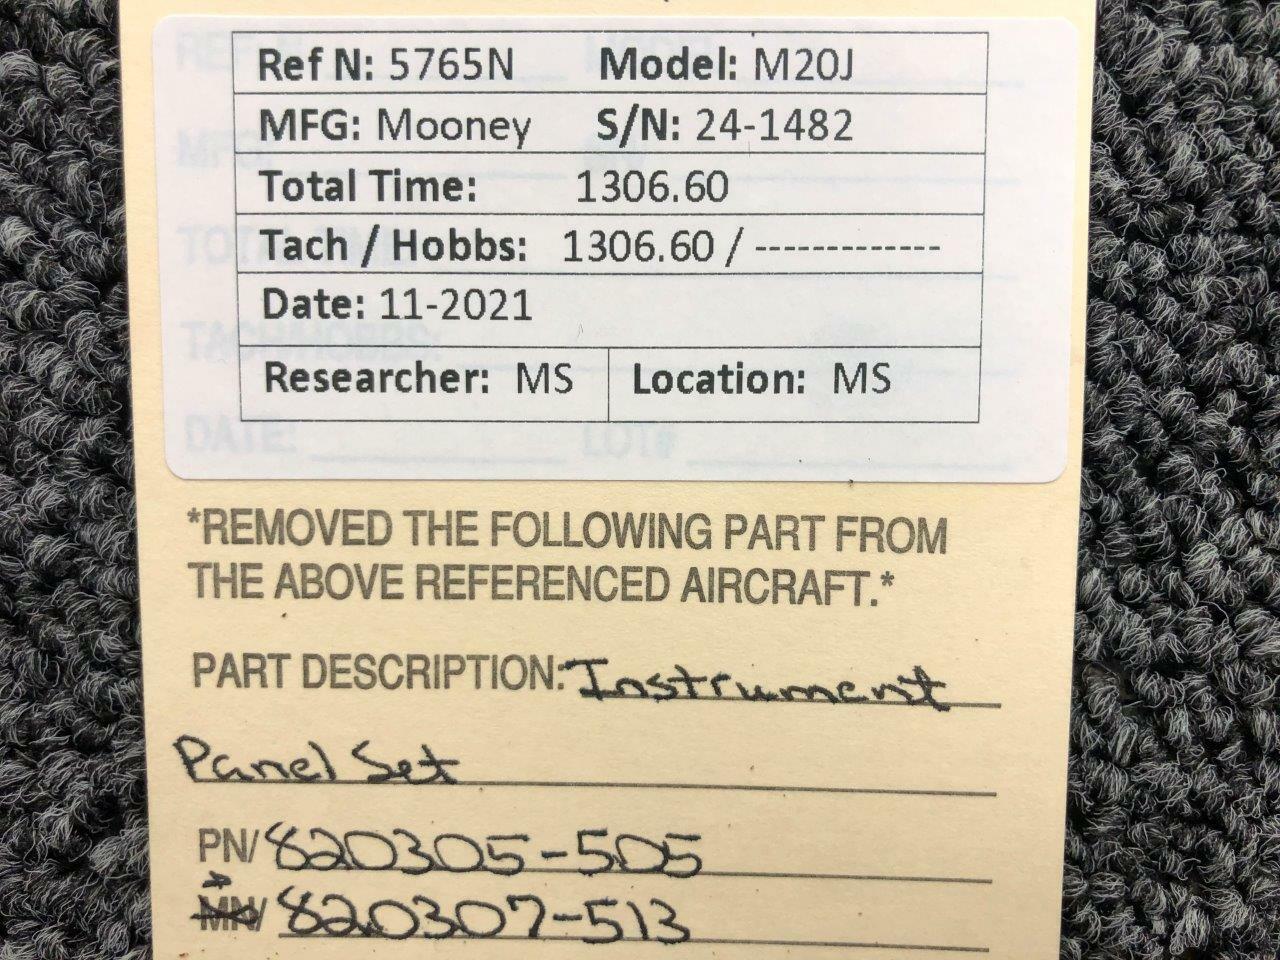 Ref N: 5765N Model: M20J
MFG: Mooney S/N: 24-1482
Total Time: 1306.60
Tach / Hobbs: 1306.60 / -------------
Date: 11-2021
Researcher: MS Location: MS
*REMOVED THE FOLLOWING PART FROM
THE ABOVE REFERENCED AIRCRAFT.*
PART DESCRIPTION: Instrument
Panel Set
PN/ 820305-505
MN/ 820307-513